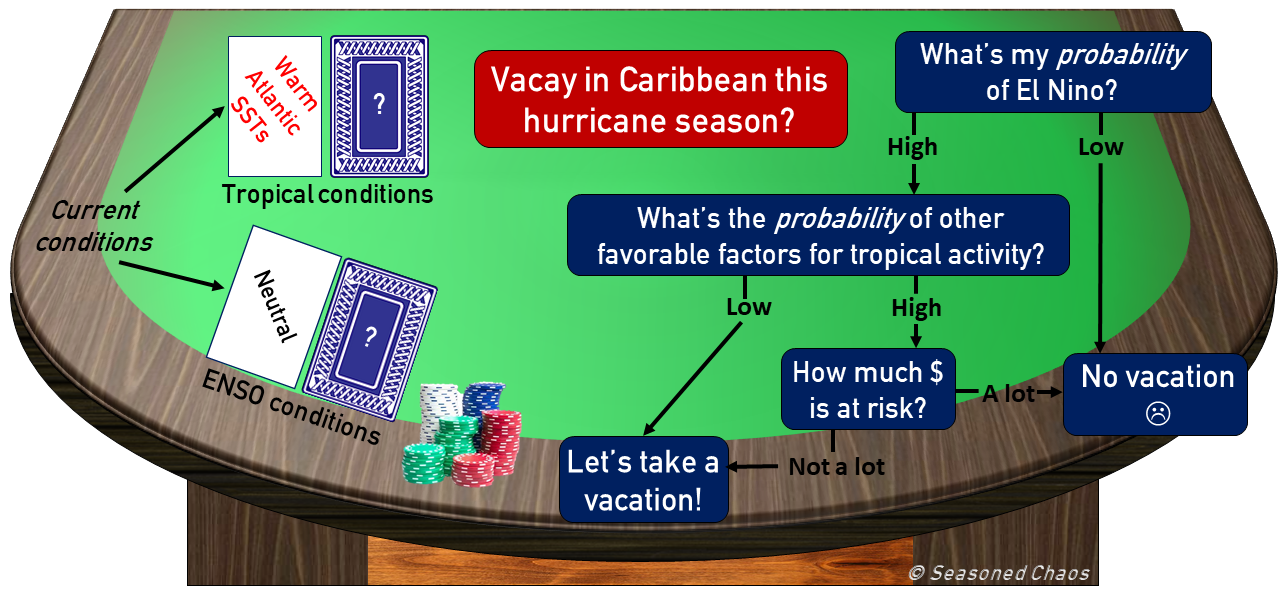 Warm
Atlantic
SSTs
?
Tropical conditions
Current
conditions
Neutral
?
ENSO conditions
Vacay in Caribbean this
hurricane season?
What's my probability
of El Nino?
High
Low
What's the probability of other
favorable factors for tropical activity?
Low
High
How much $
is at risk?
A lot
No vacation
☹
Not a lot
Let's take a
vacation!
© Seasoned Chaos